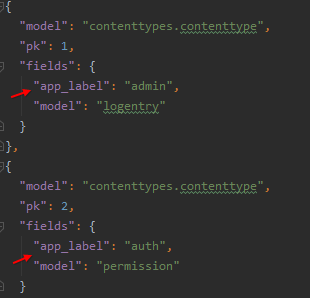 {
"model": "contenttypes.contenttype",
"pk": 1,
"fields": {
"app_label": "admin",
"model": "logentry"
}
},
{
"model": "contenttypes.contenttype",
"pk": 2,
"fields": {
"app_label": "auth",
"model": "permission"
}